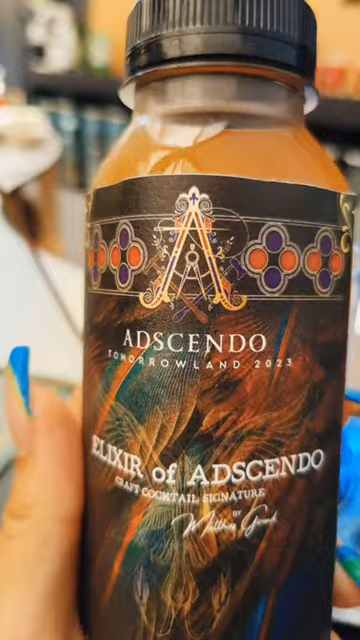 ADSCENDO
TOMORROWLAND 2023
ELIXIR of ADSCENDO
CRAFT COCKTAIL SIGNATURE
BY